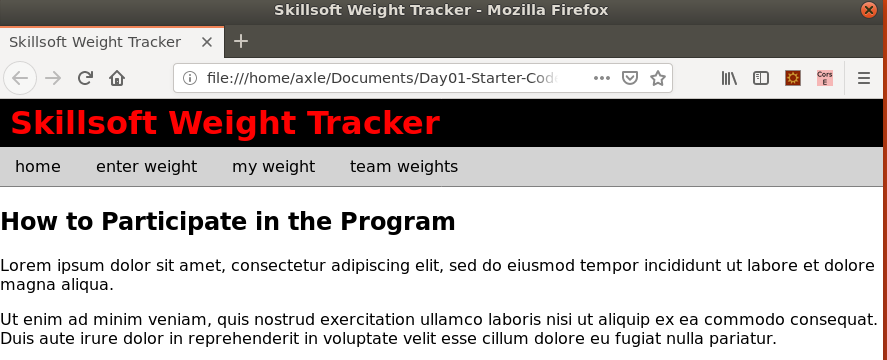 Skillsoft Weight Tracker - Mozilla Firefox
Skillsoft Weight Tracker
file:///home/axle/Documents/Day01-Starter-Code
Cors
E
Skillsoft Weight Tracker
home enter weight my weight team weights
How to Participate in the Program
Lorem ipsum dolor sit amet, consectetur adipiscing elit, sed do eiusmod tempor incididunt ut labore et dolore
magna aliqua.
Ut enim ad minim veniam, quis nostrud exercitation ullamco laboris nisi ut aliquip ex ea commodo consequat.
Duis aute irure dolor in reprehenderit in voluptate velit esse cillum dolore eu fugiat nulla pariatur.